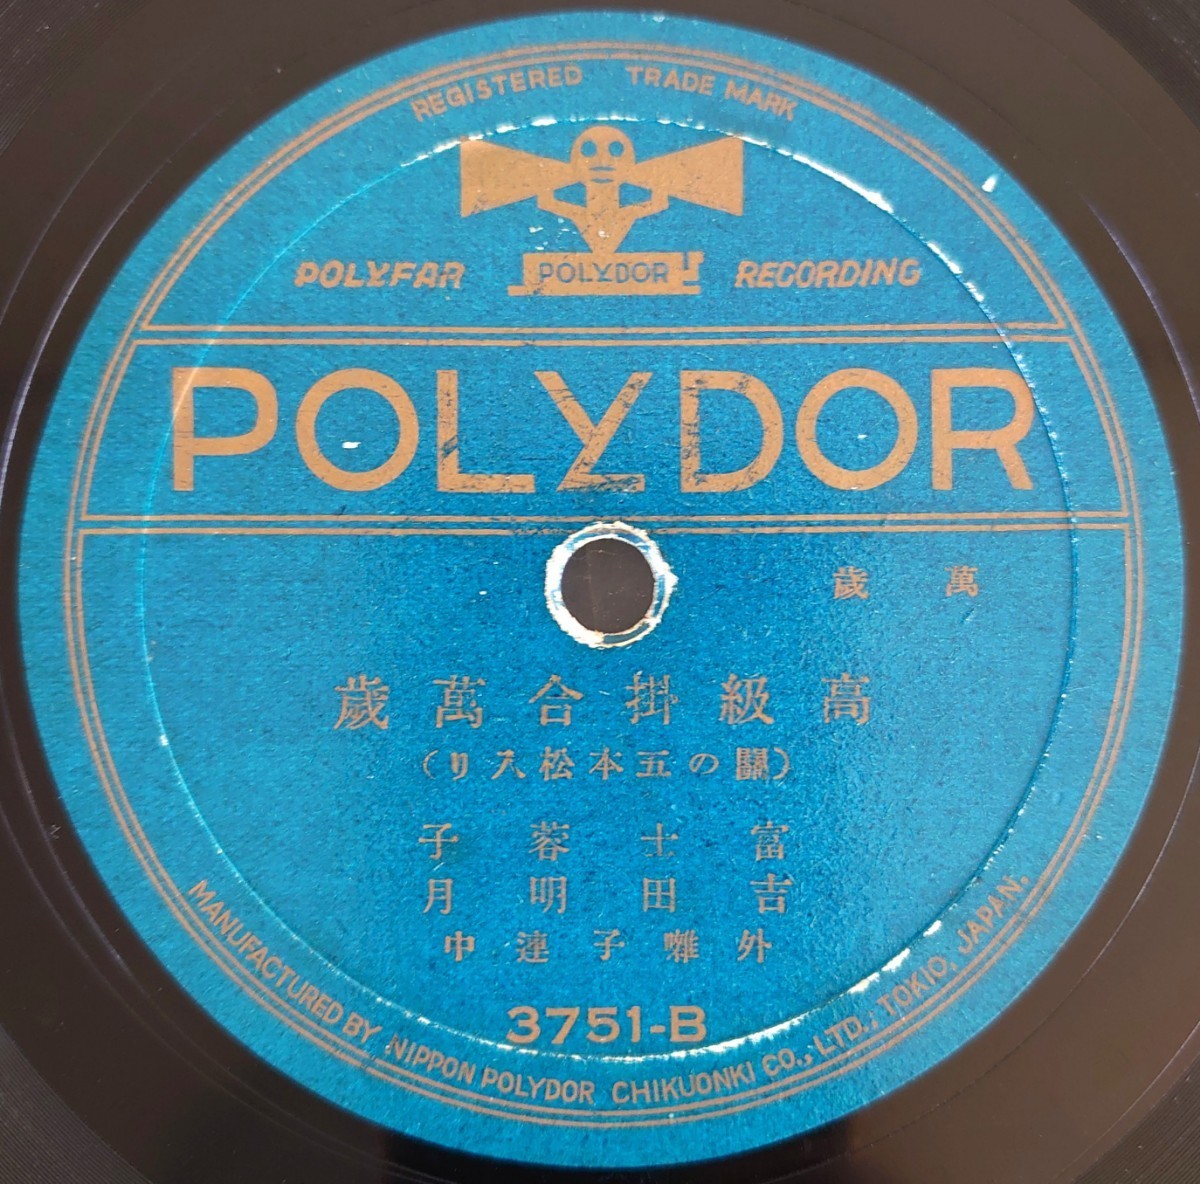 REGISTERED TRADE MARK
POLYFAR POLYDOR RECORDING
POLYDOR
萬歲
高級掛合萬歲
(關の五本松入り)
富士蓉子
吉田明月
外囃子連中
3751-B
MANUFACTURED BY NIPPON POLYDOR CHIKUONKI CO., LTD., TOKIO, JAPAN.